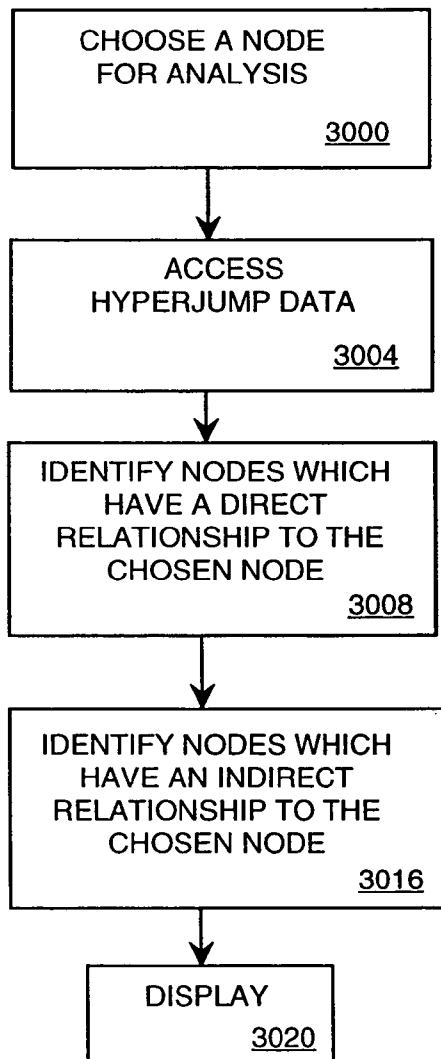 CHOOSE A NODE
FOR ANALYSIS
3000
ACCESS
HYPERJUMP DATA
3004
IDENTIFY NODES WHICH
HAVE A DIRECT
RELATIONSHIP TO THE
CHOSEN NODE
3008
IDENTIFY NODES WHICH
HAVE AN INDIRECT
RELATIONSHIP TO THE
CHOSEN NODE
3016
DISPLAY
3020